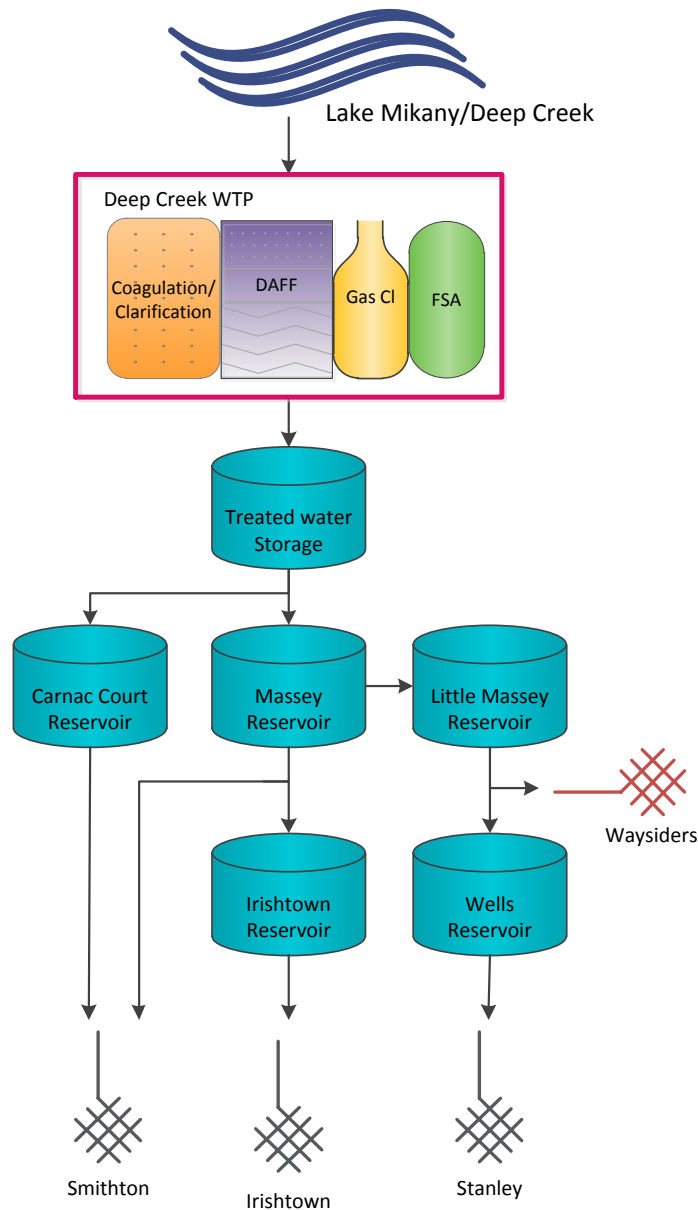 Lake Mikany/Deep Creek
Deep Creek WTP
Coagulation/
Clarification
DAFF
Gas Cl
FSA
Treated water
Storage
Carnac Court
Reservoir
Massey
Reservoir
Little Massey
Reservoir
Waysiders
Irishtown
Reservoir
Wells
Reservoir
Smithton
Irishtown
Stanley